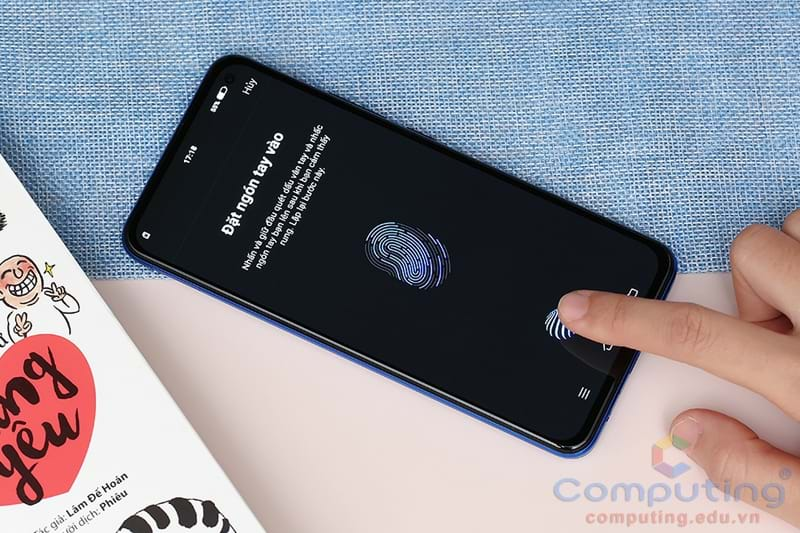 Hủy
17:18
Đặt ngón tay vào
Nhấn và giữ đầu quét dấu vân tay và nhấc
ngón tay bạn lên sau khi bạn cảm thấy
rung. Lặp lại bước này.
yêu
Tác giả: Lâm Đế Hoán
dịch: Phiêu
Computing®
computing.edu.vn